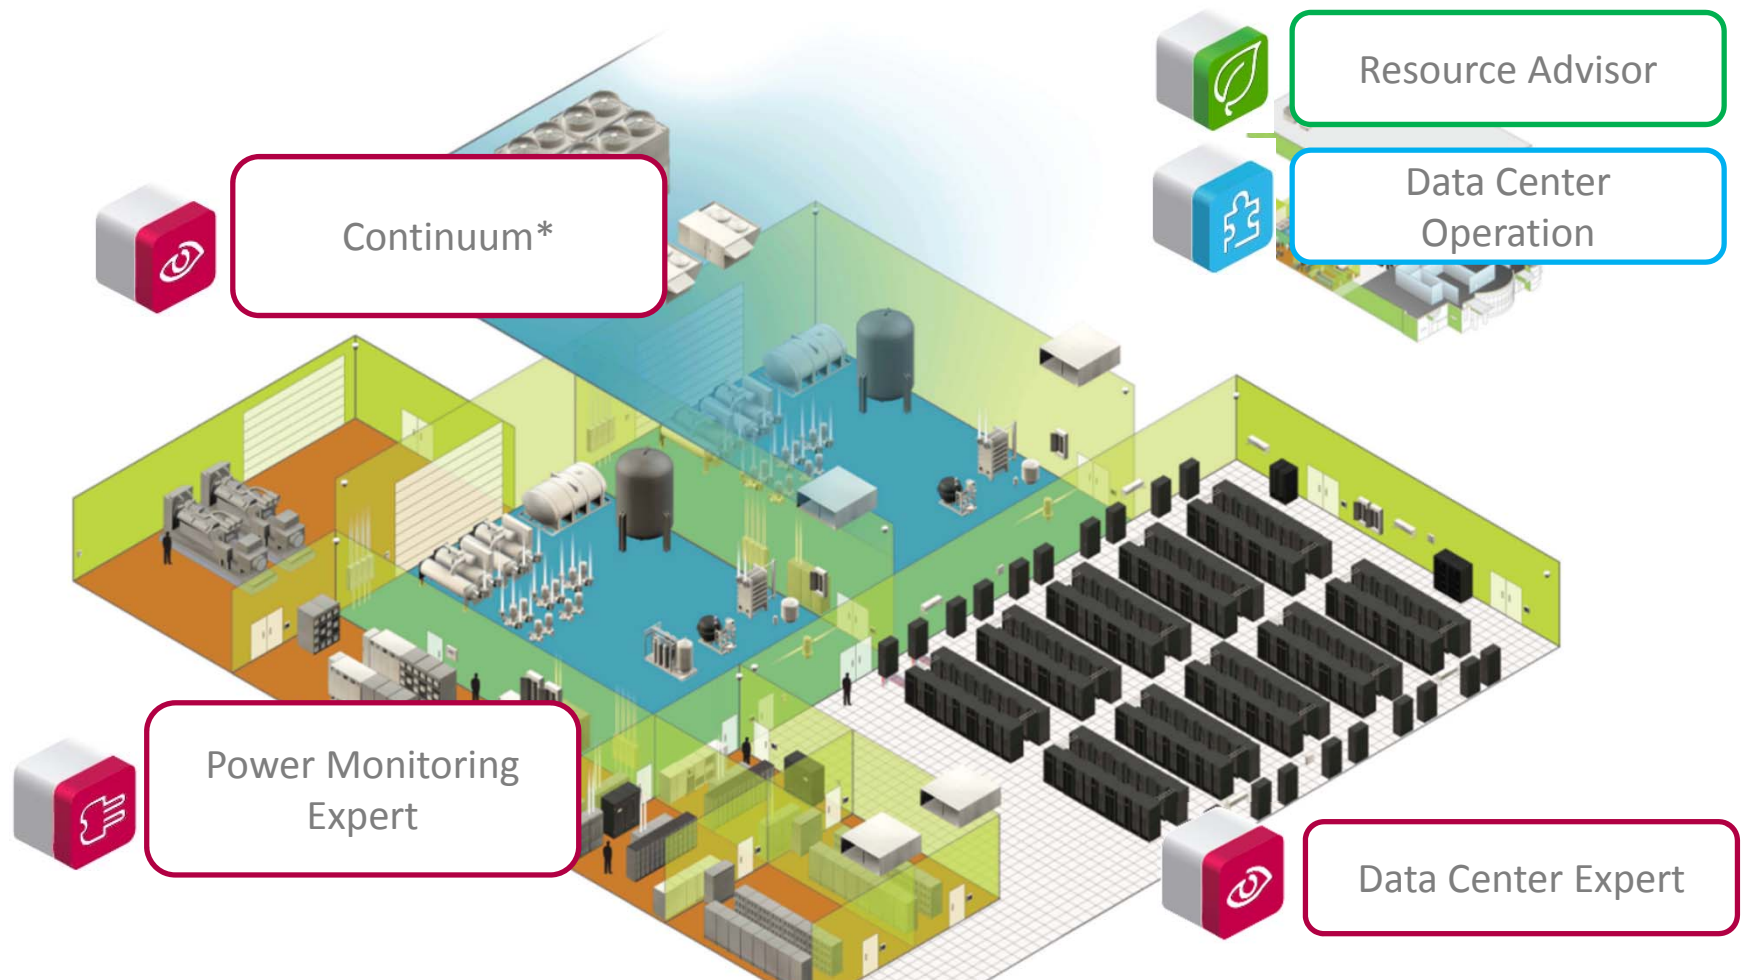 Resource Advisor
Data Center
Operation
Continuum*
Power Monitoring
Expert
Data Center Expert